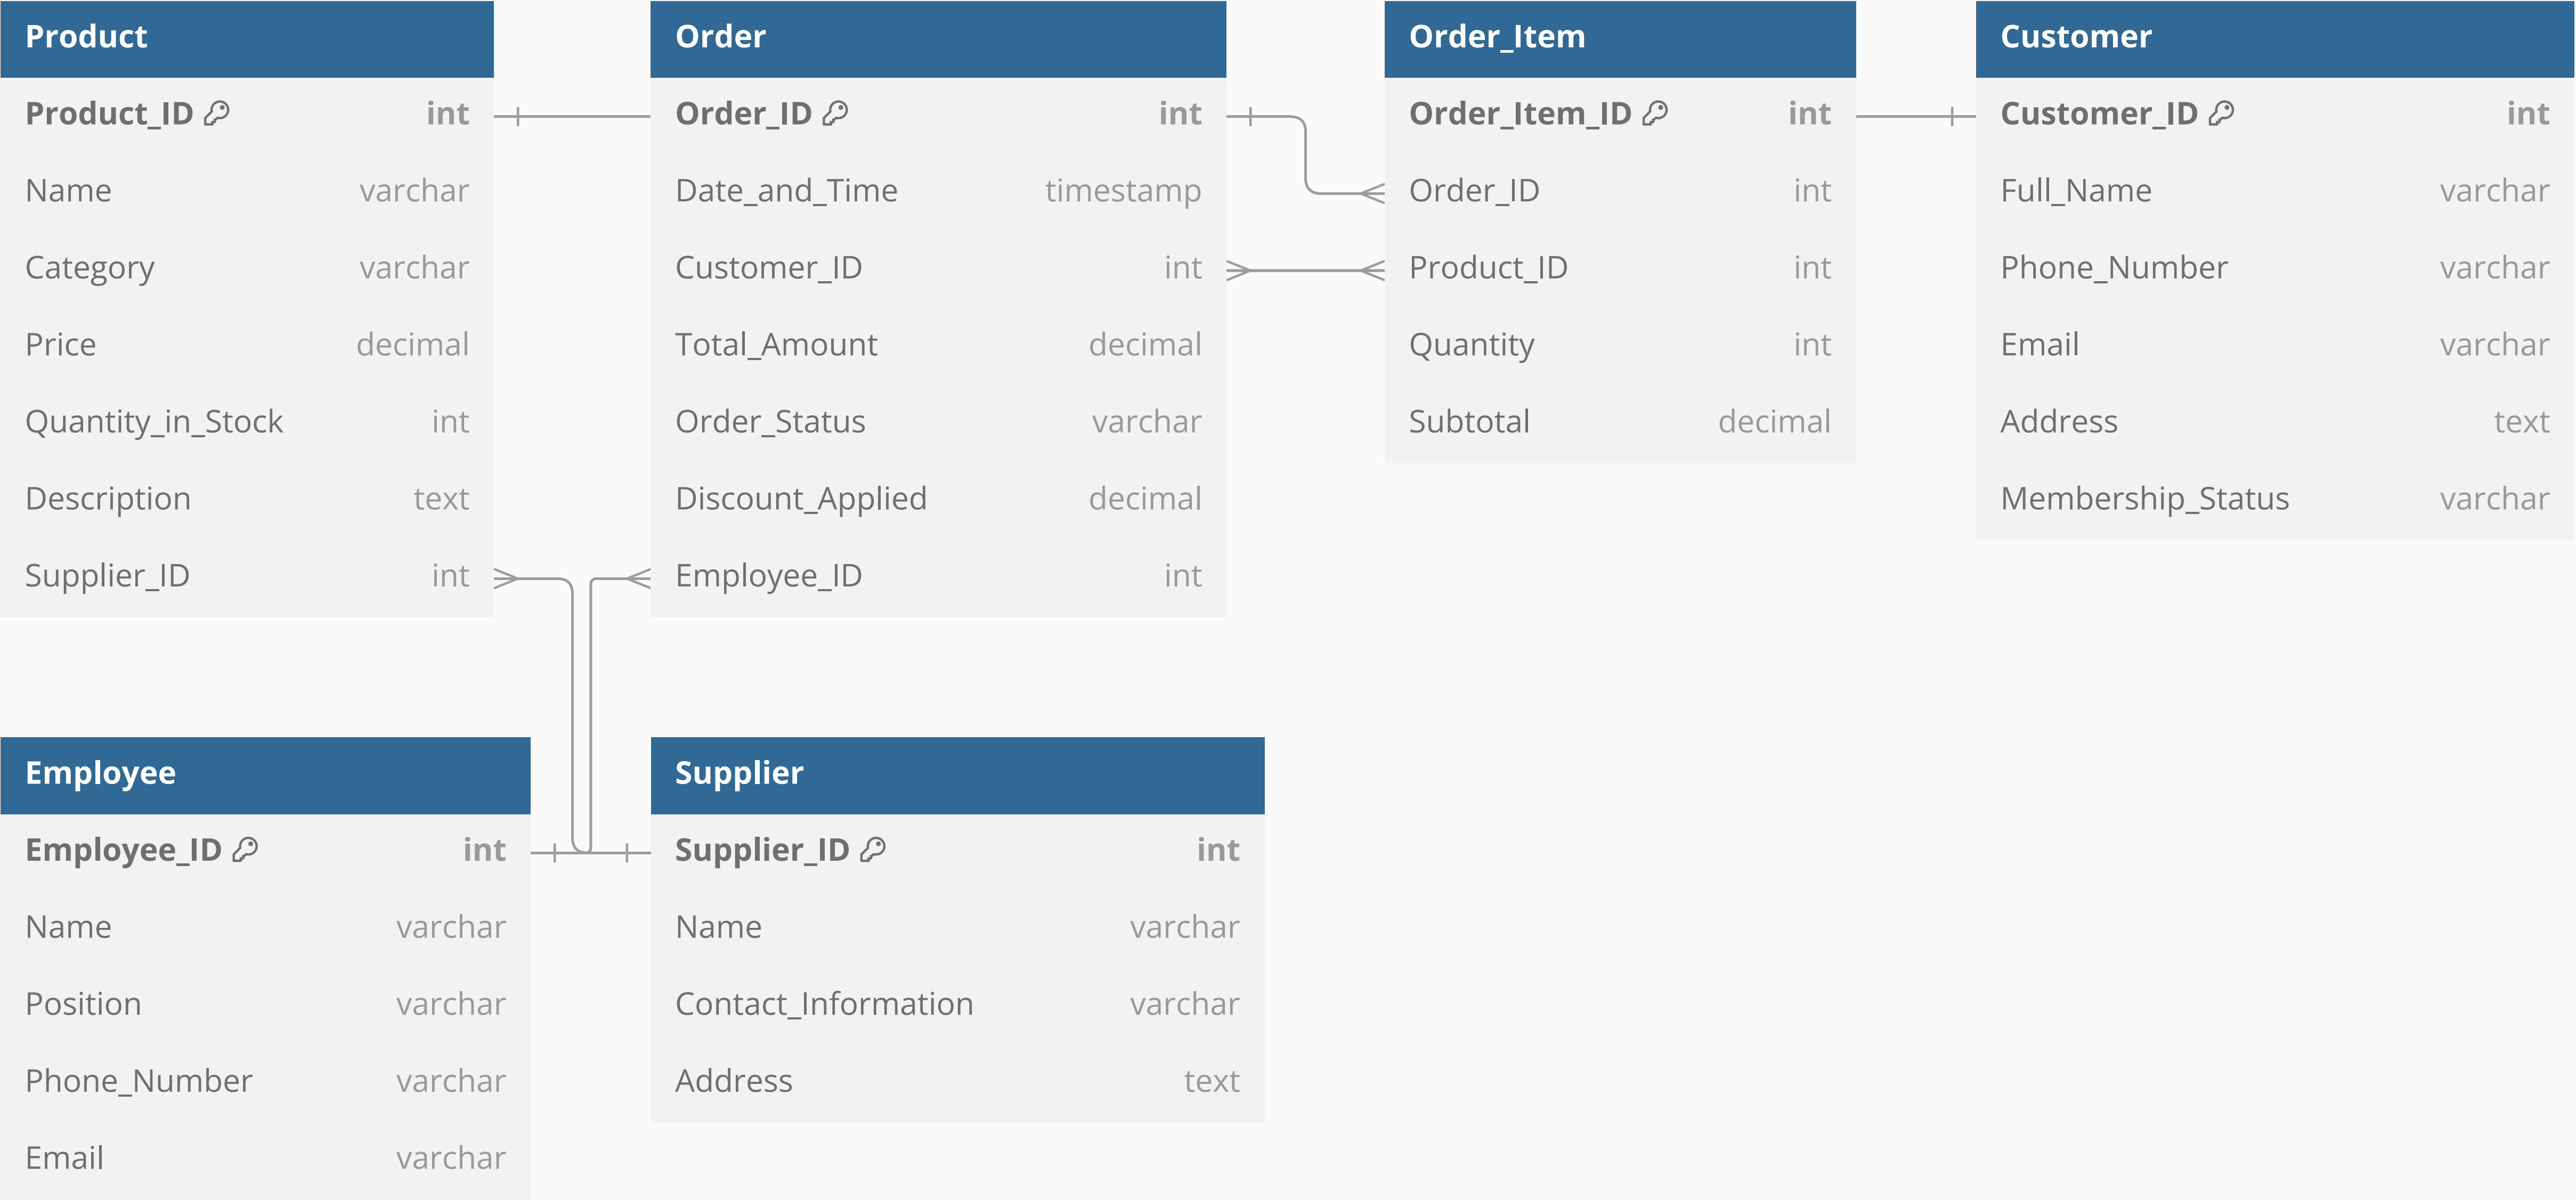 Product
Product_ID int
Name varchar
Category varchar
Price decimal
Quantity_in_Stock int
Description text
Supplier_ID int
Order
Order_ID int
Date_and_Time timestamp
Customer_ID int
Total_Amount decimal
Order_Status varchar
Discount_Applied decimal
Employee_ID int
Order_Item
Order_Item_ID int
Order_ID int
Product_ID int
Quantity int
Subtotal decimal
Customer
Customer_ID int
Full_Name varchar
Phone_Number varchar
Email varchar
Address text
Membership_Status varchar
Employee
Employee_ID int
Name varchar
Position varchar
Phone_Number varchar
Email varchar
Supplier
Supplier_ID int
Name varchar
Contact_Information varchar
Address text